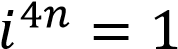 i^{4n} = 1